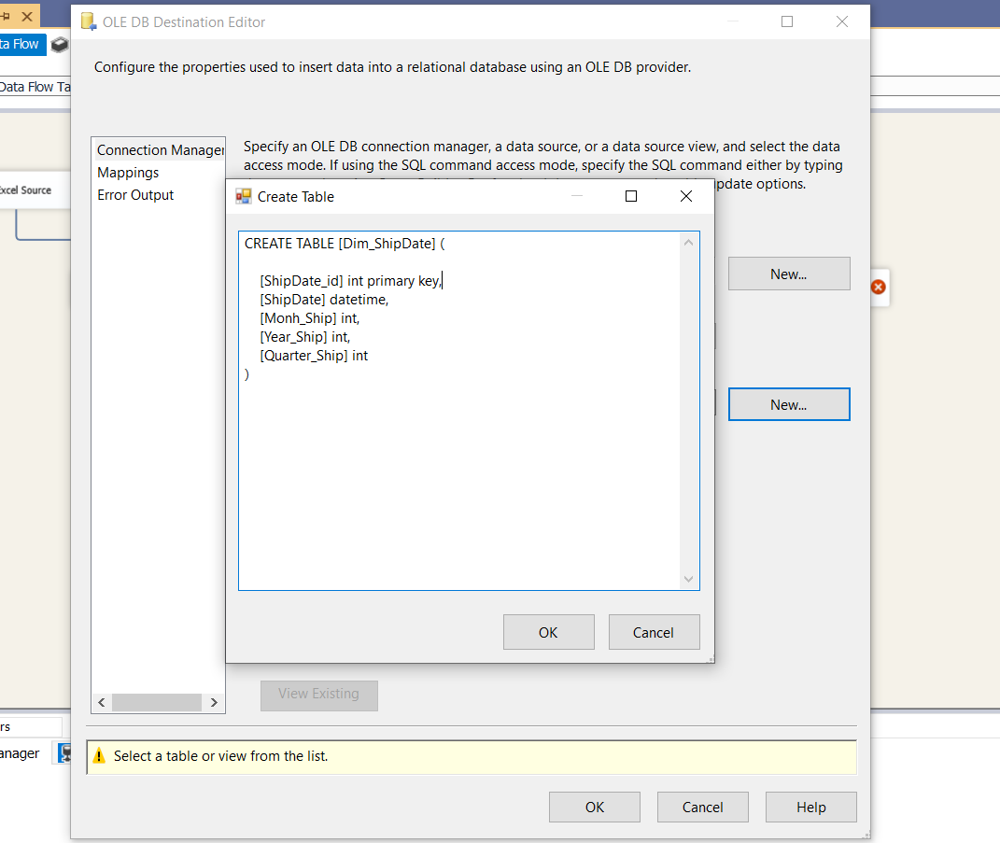 OLE DB Destination Editor
ta Flow
Configure the properties used to insert data into a relational database using an OLE DB provider.
Data Flow Ta
Connection Manager
Mappings
Error Output
Specify an OLE DB connection manager, a data source, or a data source view, and select the data
access mode. If using the SQL command access mode, specify the SQL command either by typing
update options.
Excel Source
Create Table
CREATE TABLE [Dim_ShipDate] (
[ShipDate_id] int primary key,
[ShipDate] datetime,
[Monh_Ship] int,
[Year_Ship] int,
[Quarter_Ship] int
)
New...
New...
OK
Cancel
View Existing
rs
anager
Select a table or view from the list.
OK
Cancel
Help